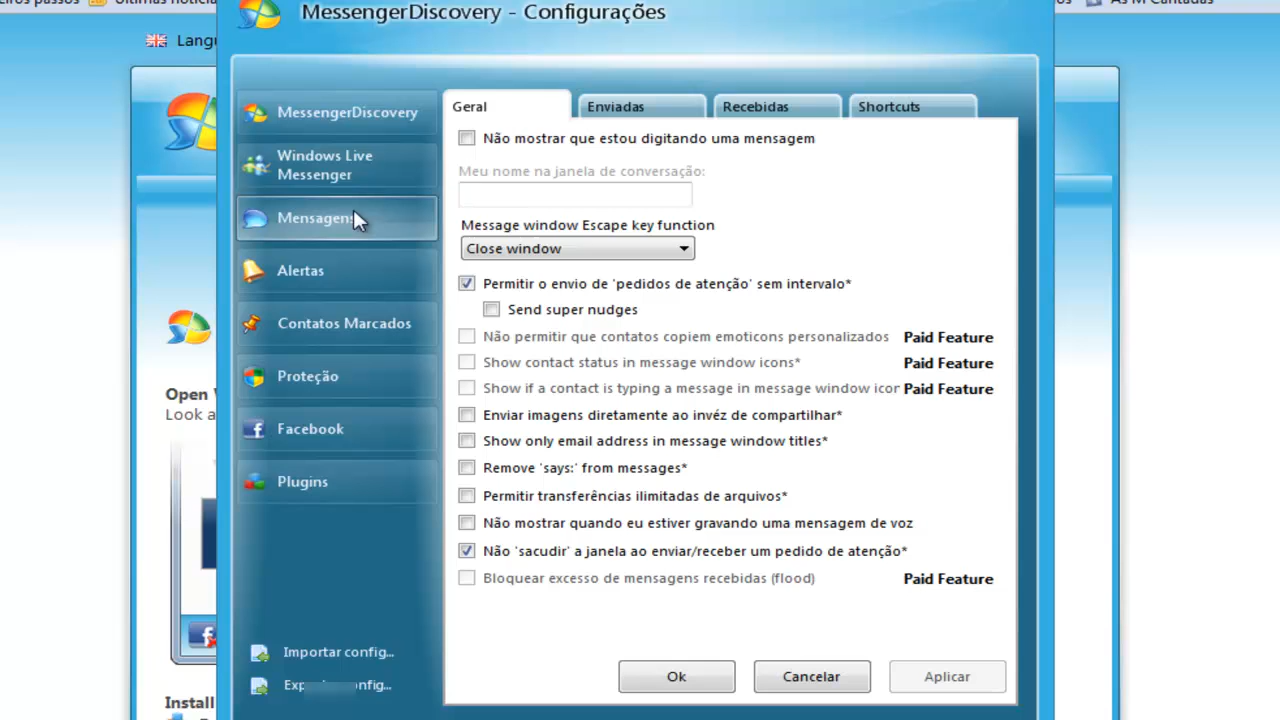 MessengerDiscovery - Configurações
MessengerDiscovery
Windows Live
Messenger
Mensagens
Alertas
Contatos Marcados
Proteção
Facebook
Plugins
Importar config...
Geral
Enviadas
Recebidas
Shortcuts
Não mostrar que estou digitando uma mensagem
Meu nome na janela de conversação:
Message window Escape key function
Close window
Permitir o envio de 'pedidos de atenção' sem intervalo*
Send super nudges
Não permitir que contatos copiem emoticons personalizados Paid Feature
Show contact status in message window icons* Paid Feature
Show if a contact is typing a message in message window icor Paid Feature
Enviar imagens diretamente ao invéz de compartilhar*
Show only email address in message window titles*
Remove 'says:' from messages*
Permitir transferências ilimitadas de arquivos*
Não mostrar quando eu estiver gravando uma mensagem de voz
Não 'sacudir' a janela ao enviar/receber um pedido de atenção*
Bloquear excesso de mensagens recebidas (flood) Paid Feature
Ok
Cancelar
Aplicar
Open
Look a
Install